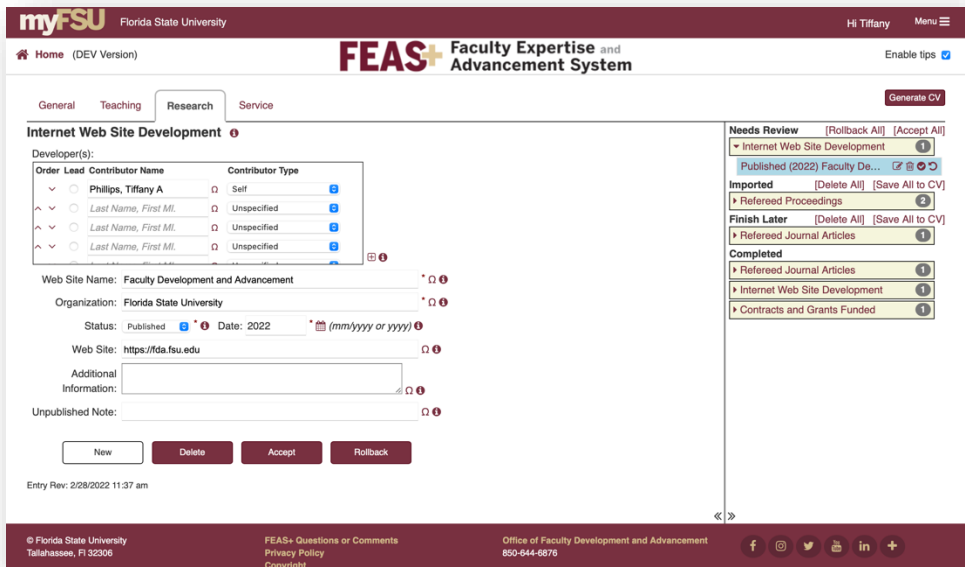 myFSU Florida State University Hi Tiffany Menu
Home (DEV Version) FEAS+ Faculty Expertise and Advancement System Enable tips
General Teaching Research Service Generate CV
Internet Web Site Development
Developer(s):
Order Lead Contributor Name Contributor Type
Phillips, Tiffany A Ω Self
Last Name, First MI. Ω Unspecified
Last Name, First MI. Ω Unspecified
Last Name, First MI. Ω Unspecified
Web Site Name: Faculty Development and Advancement * Ω
Organization: Florida State University * Ω
Status: Published * Date: 2022 * (mm/yyyy or yyyy)
Web Site: https://fda.fsu.edu Ω
Additional
Information: Ω
Unpublished Note: Ω
New Delete Accept Rollback
Entry Rev: 2/28/2022 11:37 am
Needs Review [Rollback All] [Accept All]
Internet Web Site Development 1
Published (2022) Faculty De...
Imported [Delete All] [Save All to CV]
Refereed Proceedings 2
Finish Later [Delete All] [Save All to CV]
Refereed Journal Articles 1
Completed
Refereed Journal Articles 1
Internet Web Site Development 1
Contracts and Grants Funded 1
« »
© Florida State University
Tallahassee, Fl 32306
FEAS+ Questions or Comments
Privacy Policy
Copyright
Office of Faculty Development and Advancement
850-644-6876